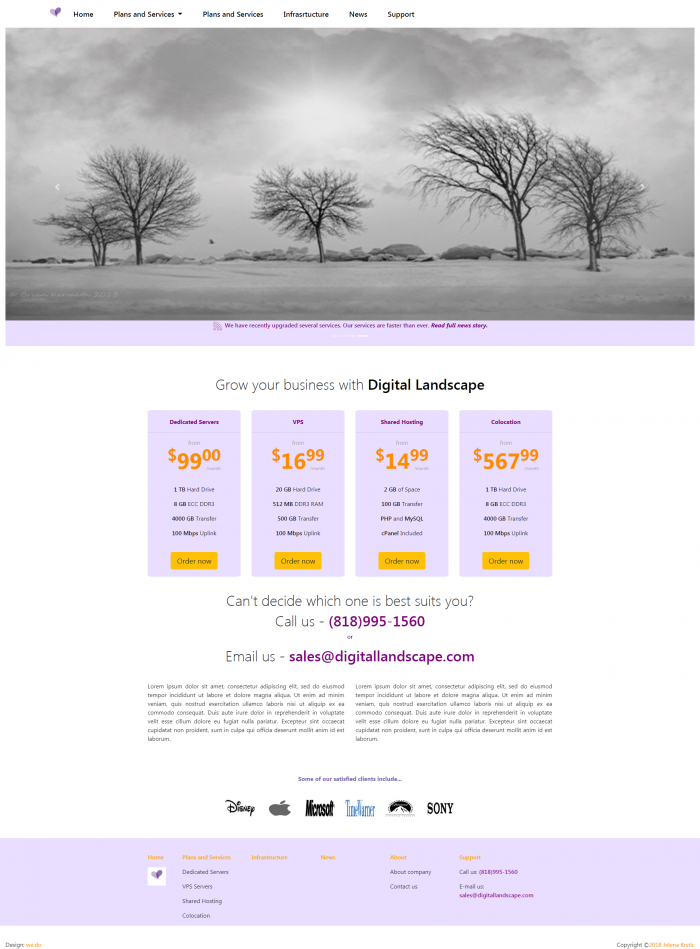 Home Plans and Services Plans and Services Infrasrtucture News Support
We have recently upgraded several services. Our services are faster than ever. Read full news story.
Grow your business with Digital Landscape
Dedicated Servers
from
$9900
/month
1 TB Hard Drive
8 GB ECC DDR3
4000 GB Transfer
100 Mbps Uplink
Order now
VPS
from
$1699
/month
20 GB Hard Drive
512 MB DDR3 RAM
500 GB Transfer
100 Mbps Uplink
Order now
Shared Hosting
from
$1499
/month
2 GB of Space
100 GB Transfer
PHP and MySQL
cPanel Included
Order now
Colocation
from
$56799
/month
1 TB Hard Drive
8 GB ECC DDR3
4000 GB Transfer
100 Mbps Uplink
Order now
Can't decide which one is best suits you?
Call us - (818)995-1560
or
Email us - sales@digitallandscape.com
Lorem ipsum dolor sit amet, consectetur adipiscing elit, sed do eiusmod
tempor incididunt ut labore et dolore magna aliqua. Ut enim ad minim
veniam, quis nostrud exercitation ullamco laboris nisi ut aliquip ex ea
commodo consequat. Duis aute irure dolor in reprehenderit in voluptate
velit esse cillum dolore eu fugiat nulla pariatur. Excepteur sint occaecat
cupidatat non proident, sunt in culpa qui officia deserunt mollit anim id est
laborum.
Lorem ipsum dolor sit amet, consectetur adipiscing elit, sed do eiusmod
tempor incididunt ut labore et dolore magna aliqua. Ut enim ad minim
veniam, quis nostrud exercitation ullamco laboris nisi ut aliquip ex ea
commodo consequat. Duis aute irure dolor in reprehenderit in voluptate
velit esse cillum dolore eu fugiat nulla pariatur. Excepteur sint occaecat
cupidatat non proident, sunt in culpa qui officia deserunt mollit anim id est
laborum.
Some of our satisfied clients include...
Disney Microsoft TimeWarner SONY
Home
Plans and Services
Dedicated Servers
VPS Servers
Shared Hosting
Colocation
Infrastructure
News
About
About company
Contact us
Support
Call us: (818)995-1560
E-mail us:
sales@digitallandscape.com
Design: we.do
Copyright ©2018 Jelena Krstic